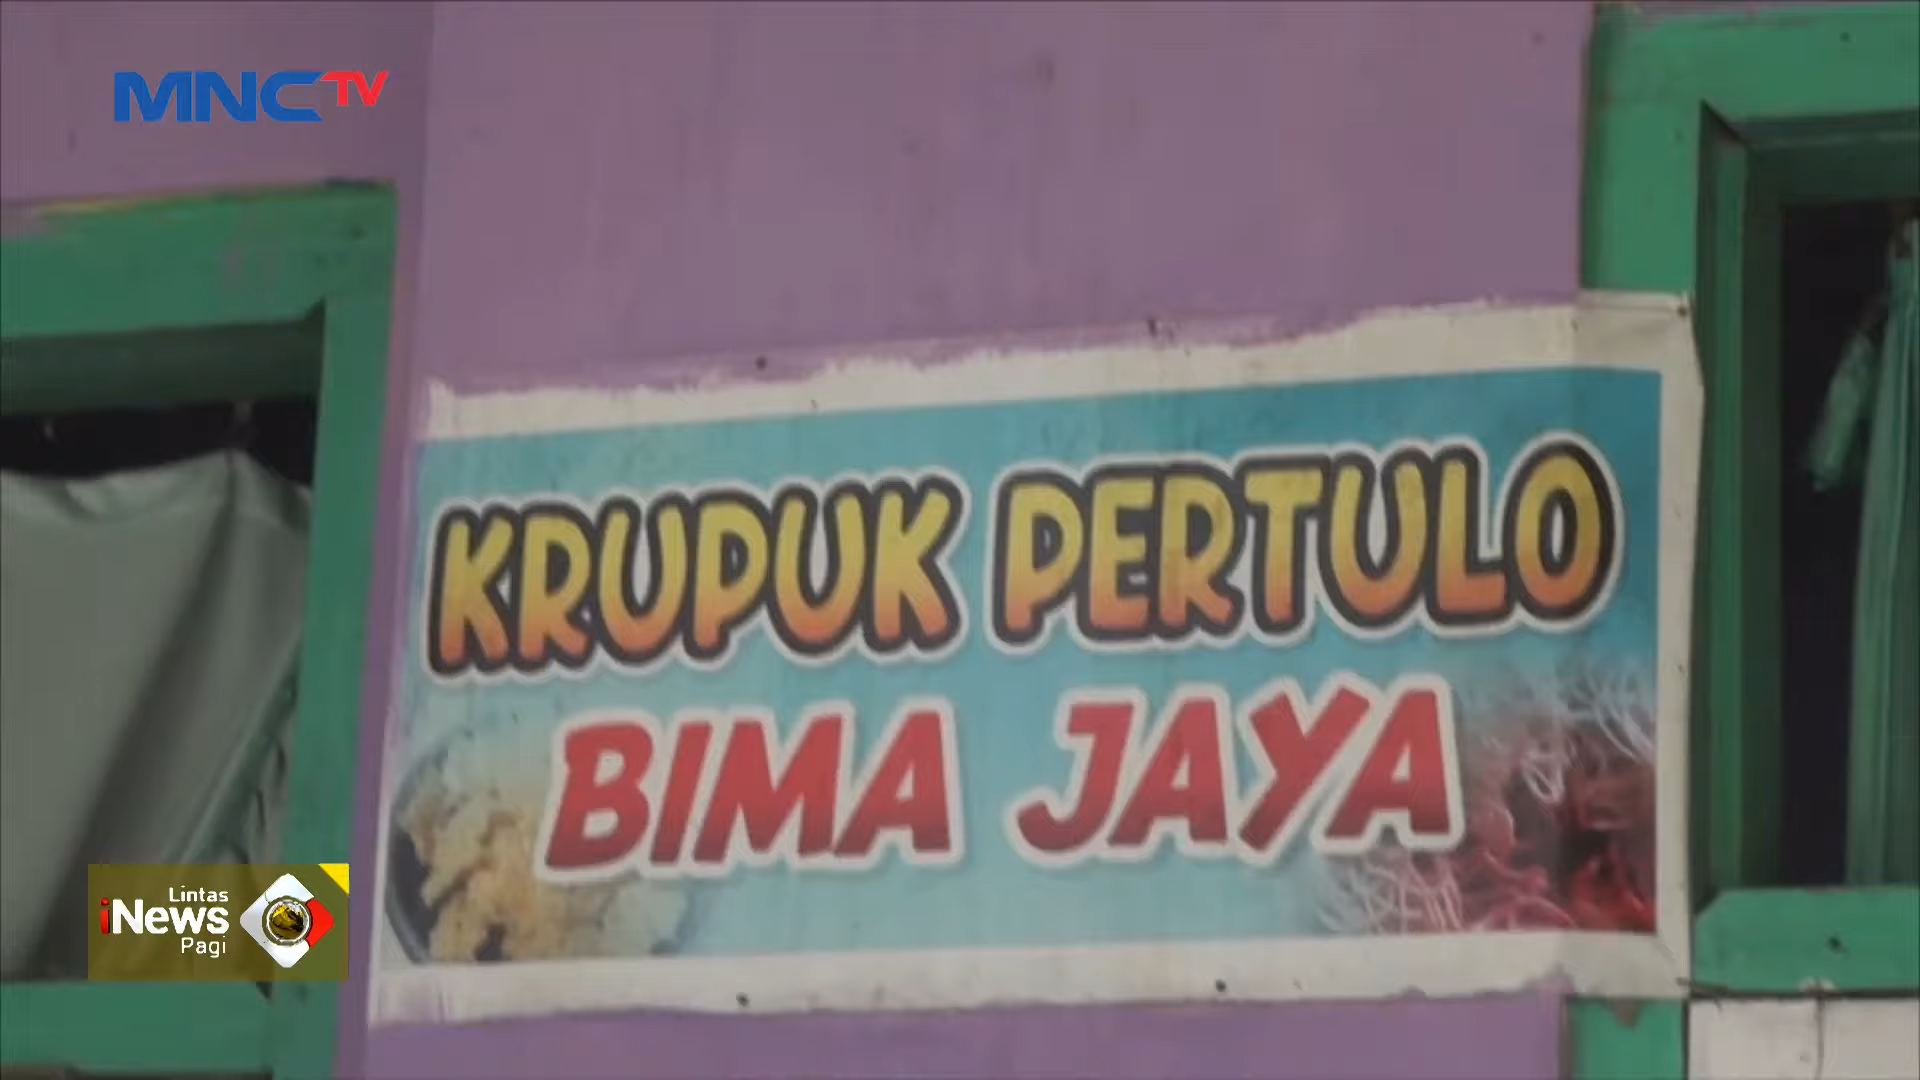 MNCTV
KRUPUK PERTULO
BIMA JAYA
Lintas
iNews
Pagi